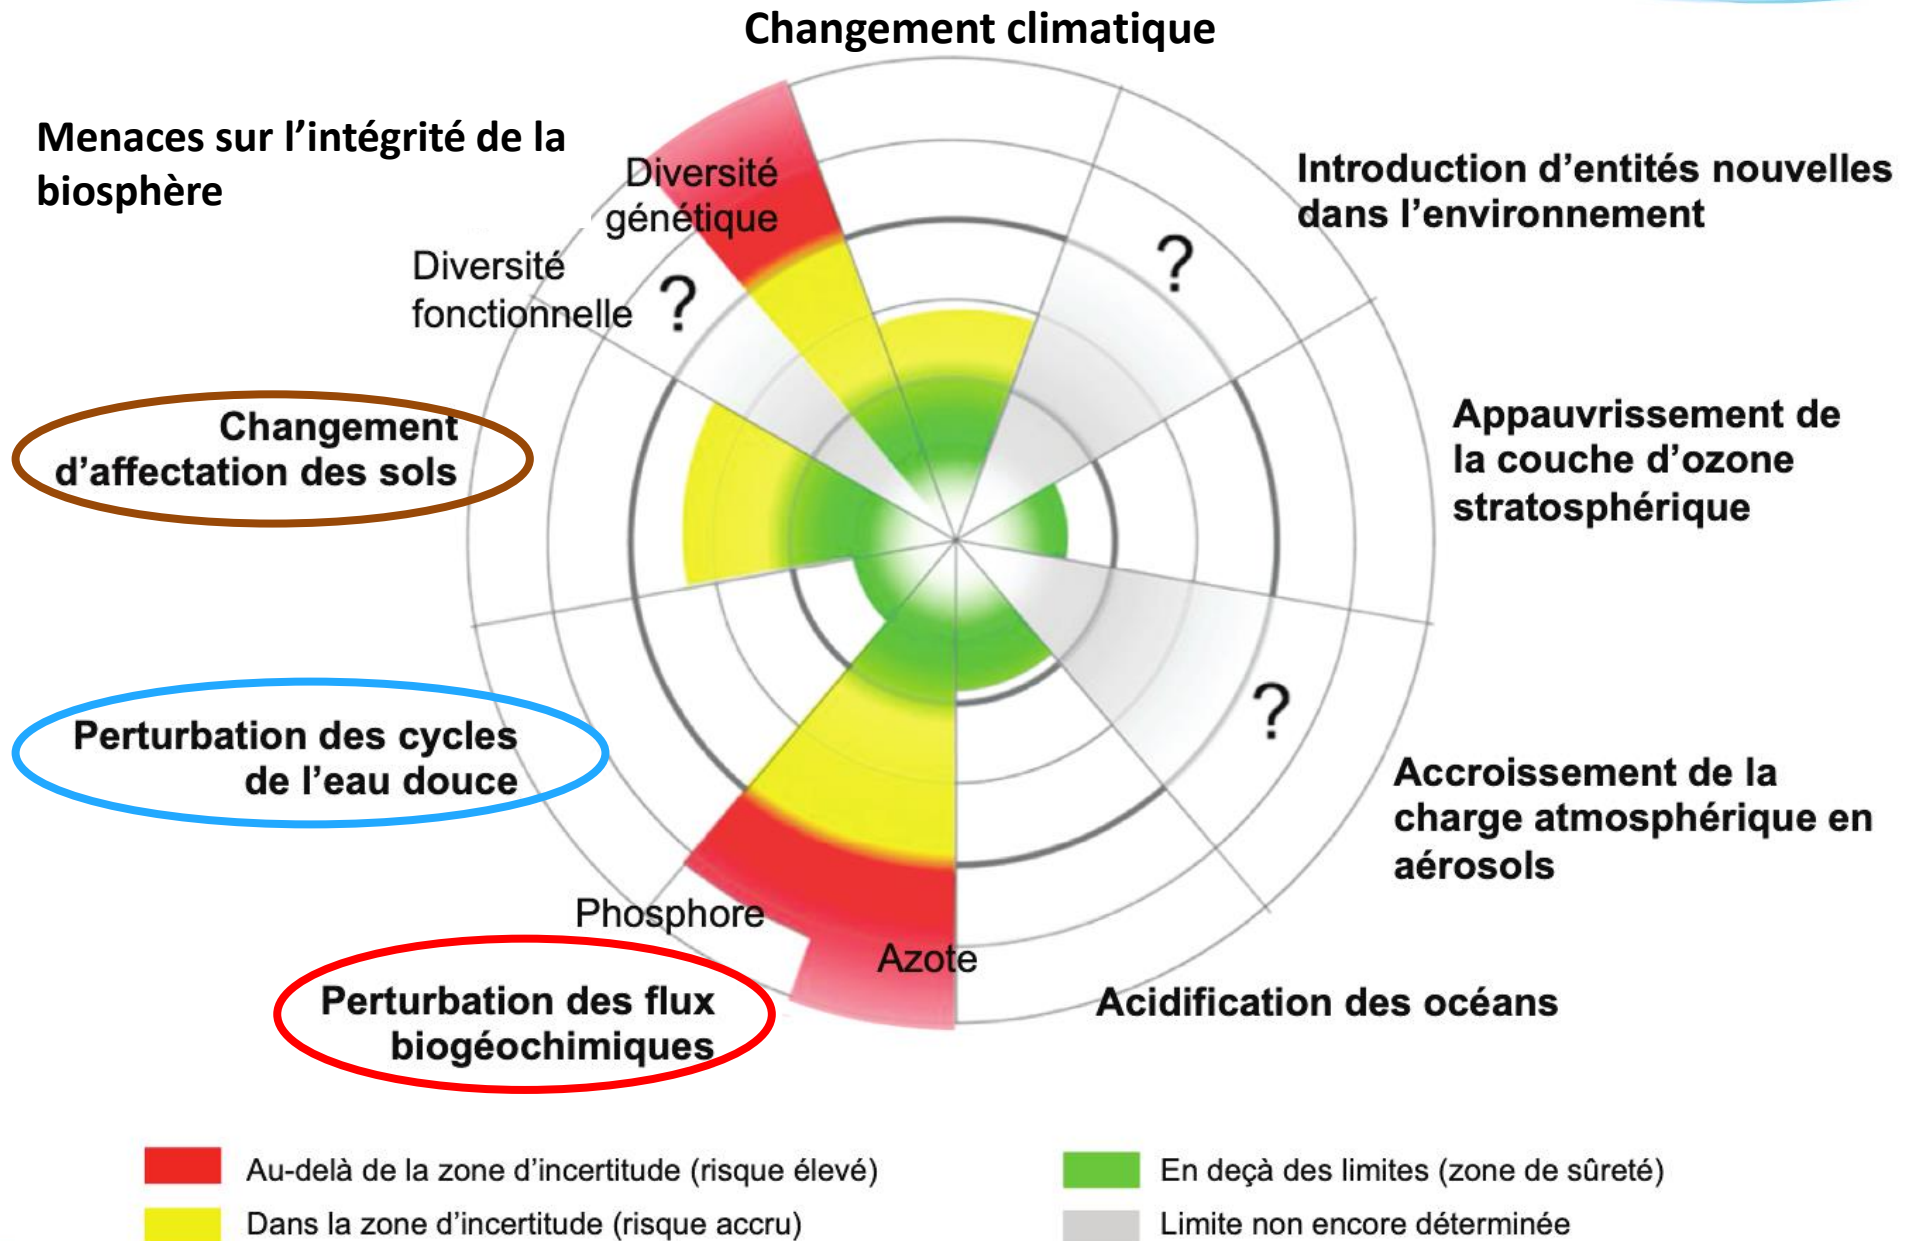 Changement climatique
Menaces sur l’intégrité de la
biosphère
Diversité
génétique
Introduction d’entités nouvelles
dans l’environnement
?
Diversité
fonctionnelle
?
Changement
d’affectation des sols
Appauvrissement de
la couche d’ozone
stratosphérique
Perturbation des cycles
de l’eau douce
?
Accroissement de la
charge atmosphérique en
aérosols
Phosphore
Azote
Perturbation des flux
biogéochimiques
Acidification des océans
Au-delà de la zone d’incertitude (risque élevé)
En deçà des limites (zone de sûreté)
Dans la zone d’incertitude (risque accru)
Limite non encore déterminée